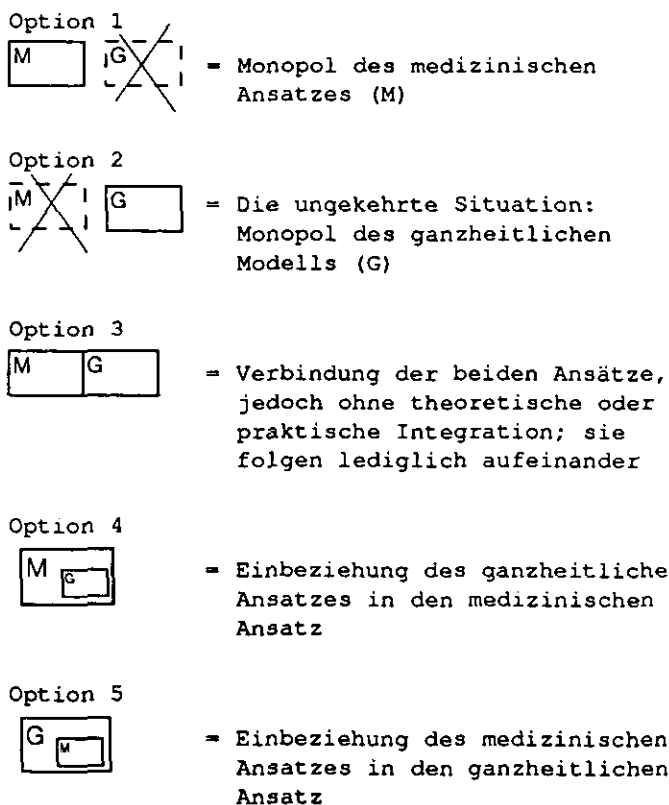 Option 1
M G = Monopol des medizinischen
Ansatzes (M)
Option 2
M G = Die ungekehrte Situation:
Monopol des ganzheitlichen
Modells (G)
Option 3
M G
= Verbindung der beiden Ansätze,
jedoch ohne theoretische oder
praktische Integration; sie
folgen lediglich aufeinander
Option 4
M G = Einbeziehung des ganzheitliche
Ansatzes in den medizinischen
Ansatz
Option 5
G M = Einbeziehung des medizinischen
Ansatzes in den ganzheitlichen
Ansatz